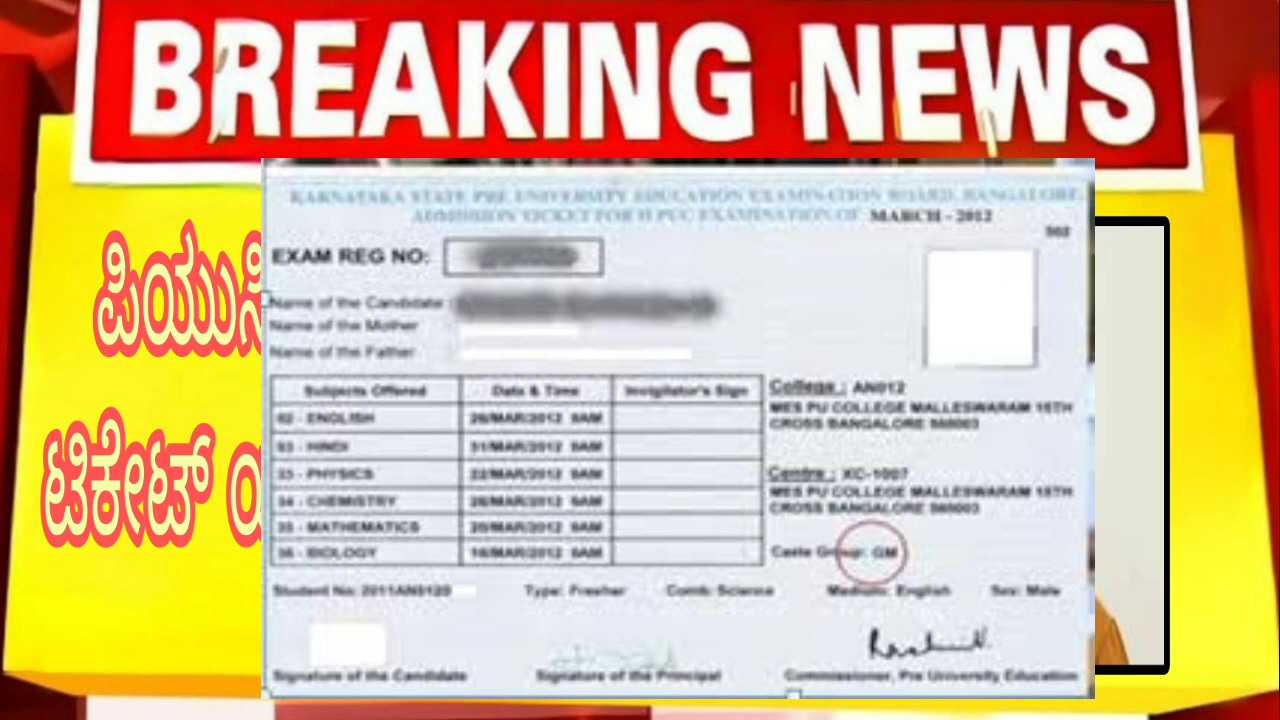 BREAKING NEWS
ಪಿಯುಸಿ
ಟಿಕೇಟ್
KARNATAKA STATE PRE UNIVERSITY EDUCATION EXAMINATION BOARD, BANGALORE
ADMISSION TICKET FOR II PUC EXAMINATION OF MARCH - 2012
502
EXAM REG NO:
Name of the Candidate :
Name of the Mother
Name of the Father
Subjects Offered Date & Time Invigilator's Sign
02 - ENGLISH 26/MAR/2012 9AM
03 - HINDI 31/MAR/2012 9AM
33 - PHYSICS 22/MAR/2012 9AM
34 - CHEMISTRY 28/MAR/2012 9AM
35 - MATHEMATICS 20/MAR/2012 9AM
36 - BIOLOGY 16/MAR/2012 9AM
College : AN012
MES PU COLLEGE MALLESWARAM 15TH
CROSS BANGALORE 560003
Centre : XC-1007
MES PU COLLEGE MALLESWARAM 15TH
CROSS BANGALORE 560003
Caste Group: GM
Student No: 2011AN0120 Type: Fresher Comb: Science Medium: English Sex: Male
Signature of the Candidate Signature of the Principal Commissioner, Pre University Education